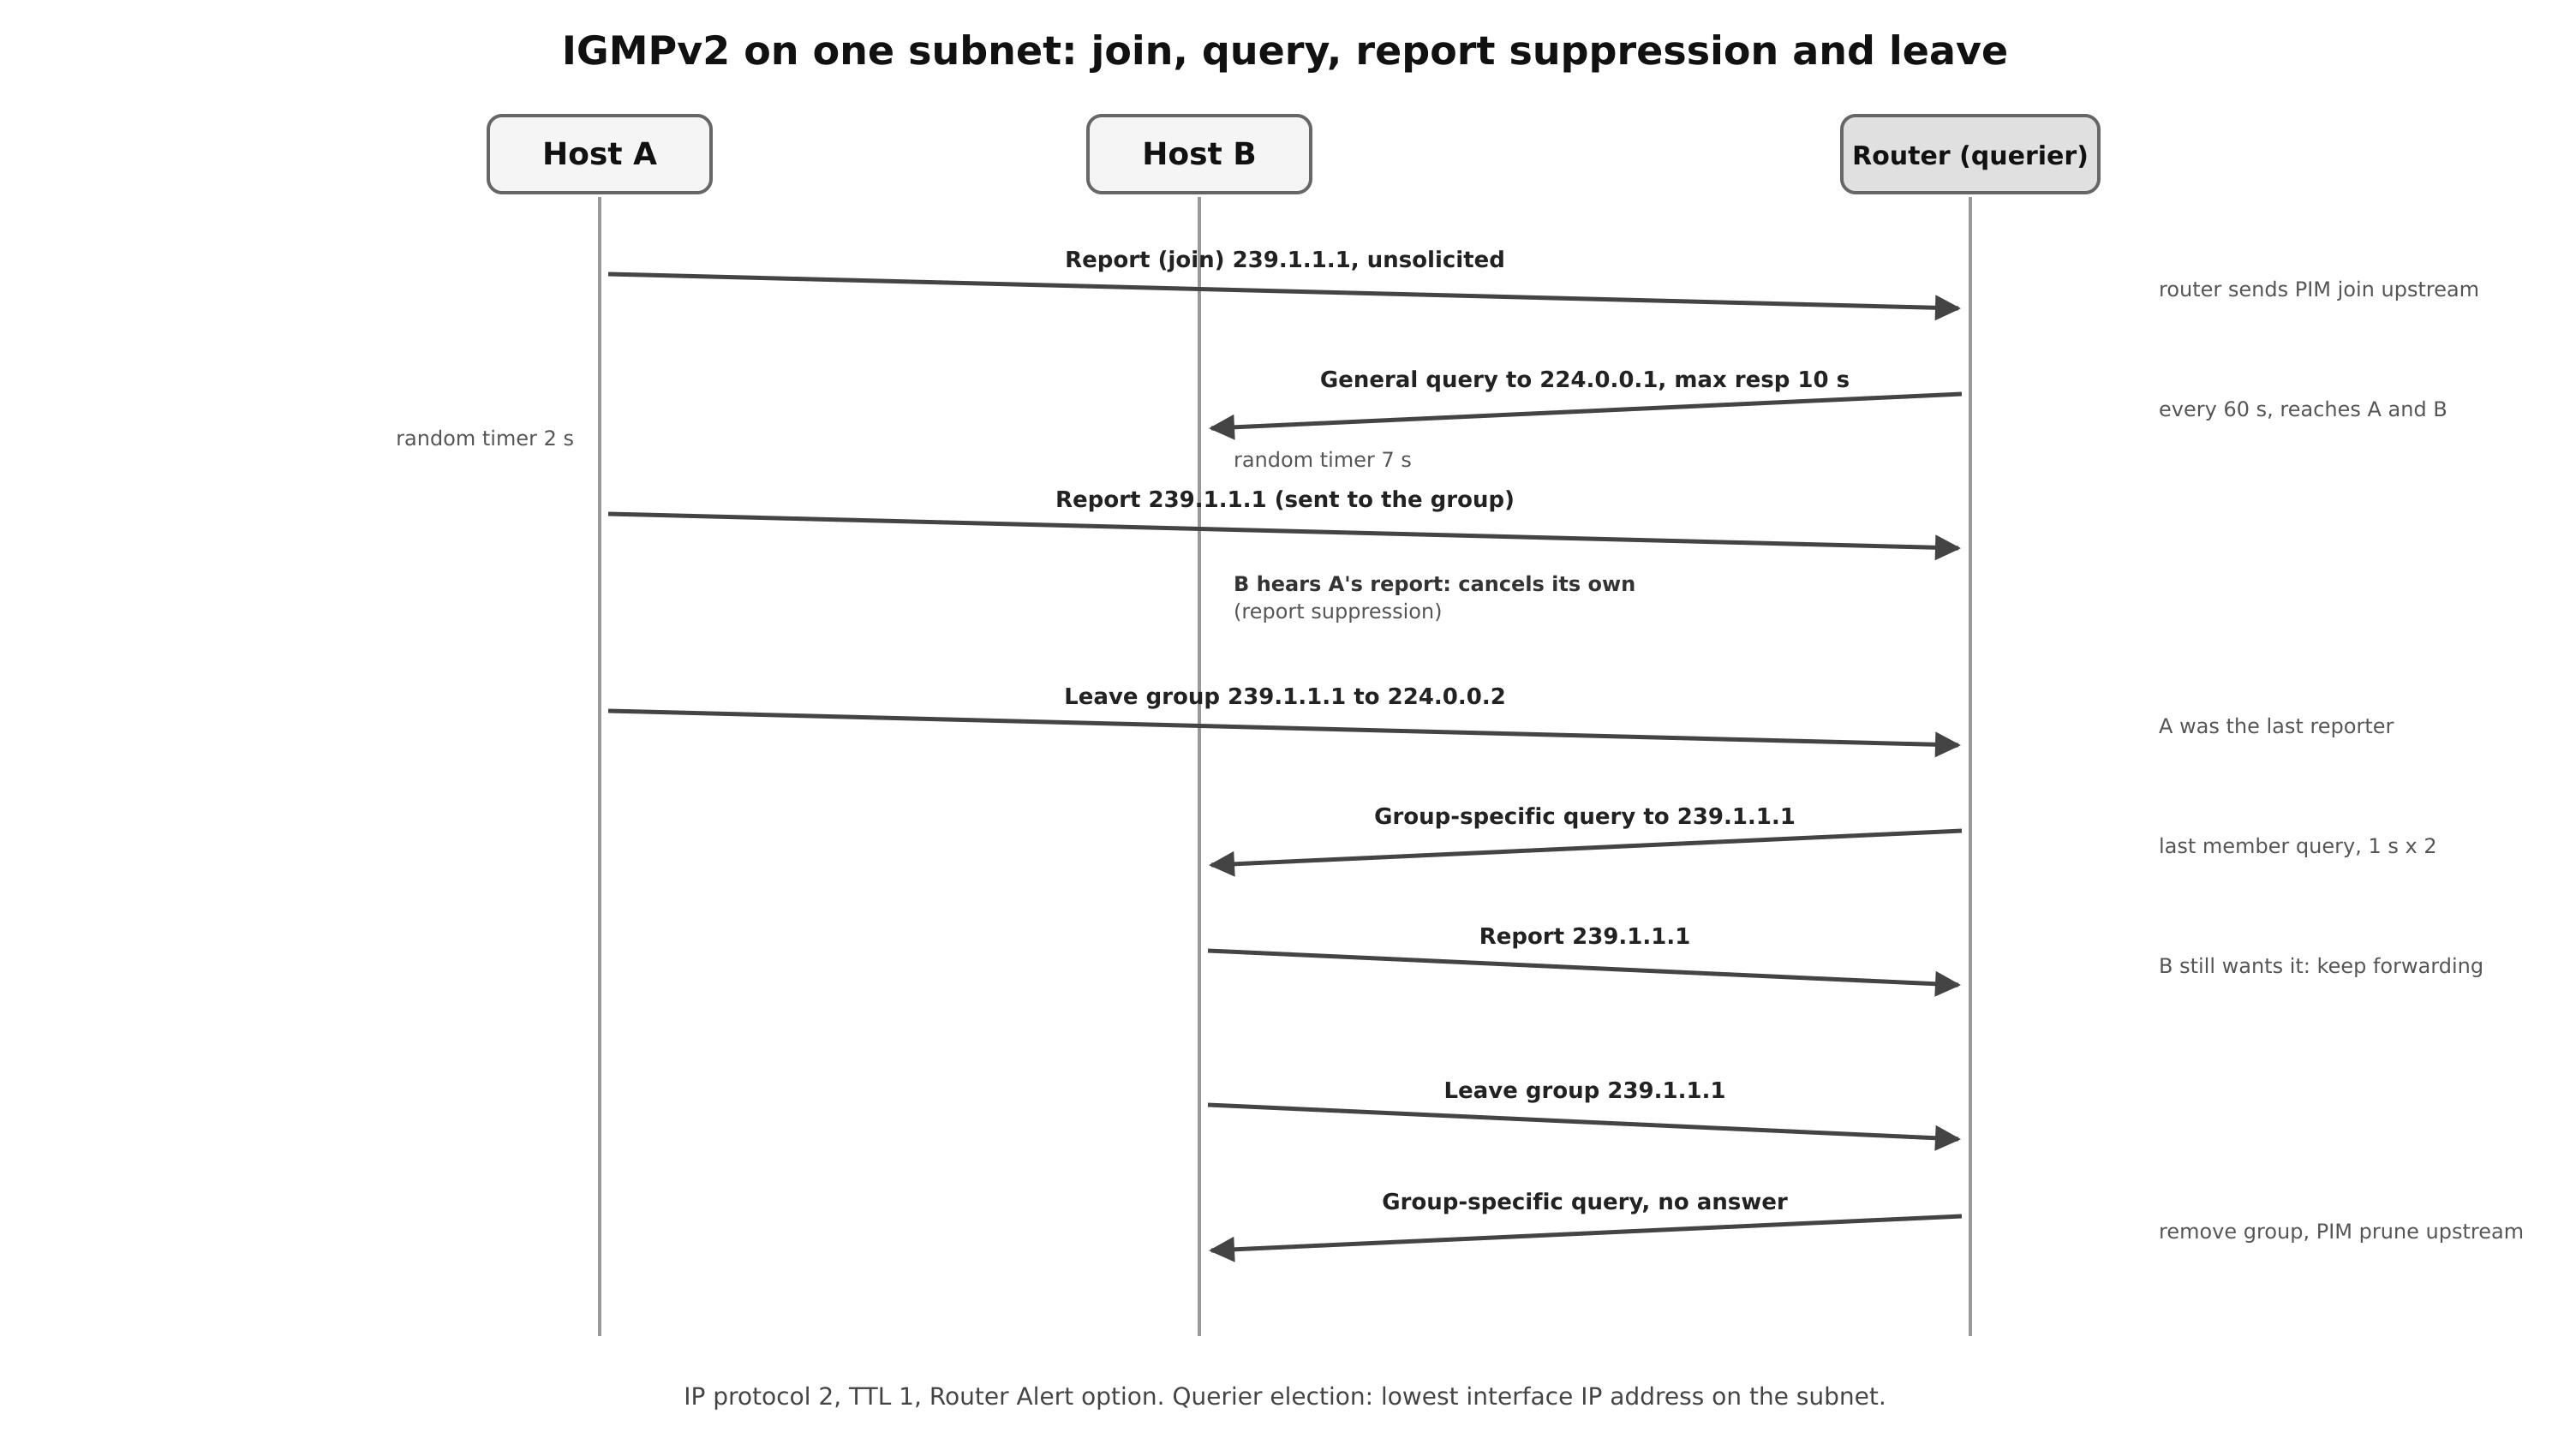 IGMPv2 on one subnet: join, query, report suppression and leave
Host A
Host B
Router (querier)
Report (join) 239.1.1.1, unsolicited
router sends PIM join upstream
General query to 224.0.0.1, max resp 10 s
every 60 s, reaches A and B
random timer 2 s
random timer 7 s
Report 239.1.1.1 (sent to the group)
B hears A's report: cancels its own
(report suppression)
Leave group 239.1.1.1 to 224.0.0.2
A was the last reporter
Group-specific query to 239.1.1.1
last member query, 1 s x 2
Report 239.1.1.1
B still wants it: keep forwarding
Leave group 239.1.1.1
Group-specific query, no answer
remove group, PIM prune upstream
IP protocol 2, TTL 1, Router Alert option. Querier election: lowest interface IP address on the subnet.